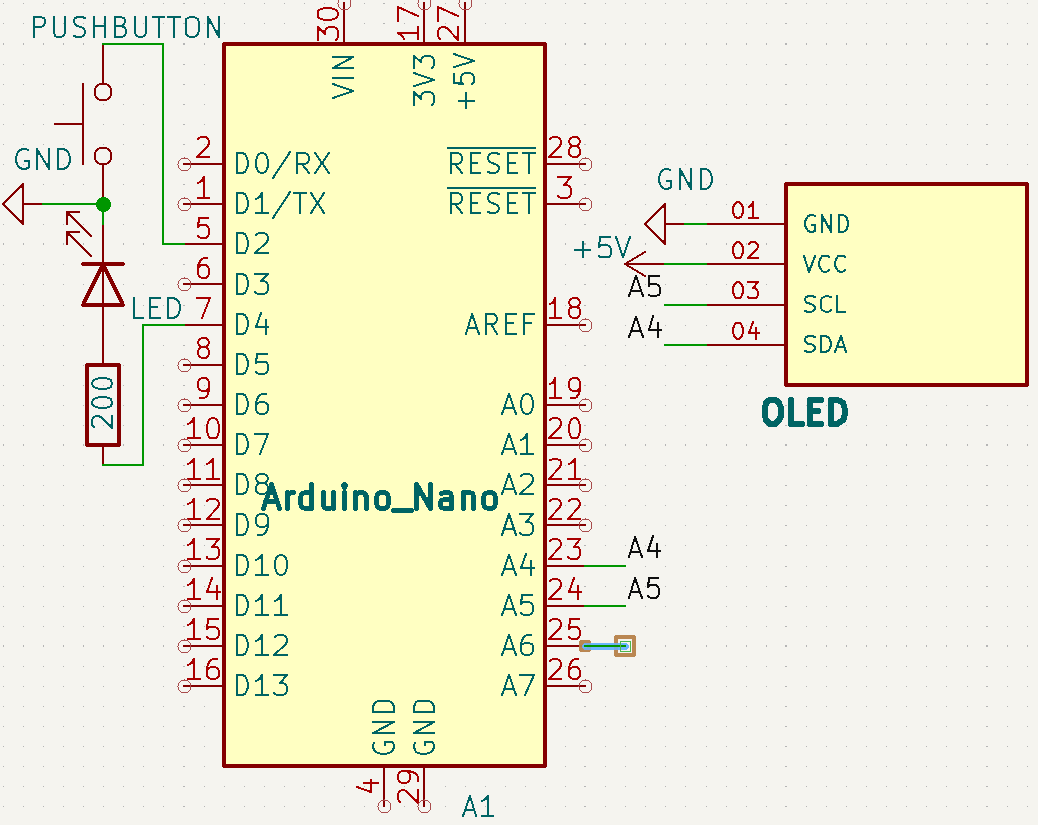 PUSHBUTTON
GND
LED
200
30
17
27
VIN
3V3
+5V
2 D0/RX
1 D1/TX
5 D2
6 D3
7 D4
8 D5
9 D6
10 D7
11 D8
12 D9
13 D10
14 D11
15 D12
16 D13
Arduino_Nano
RESET 28
RESET 3
AREF 18
A0 19
A1 20
A2 21
A3 22
A4 23 A4
A5 24 A5
A6 25
A7 26
GND
GND
4
29
A1
GND
+5V
A5
A4
01 GND
02 VCC
03 SCL
04 SDA
OLED